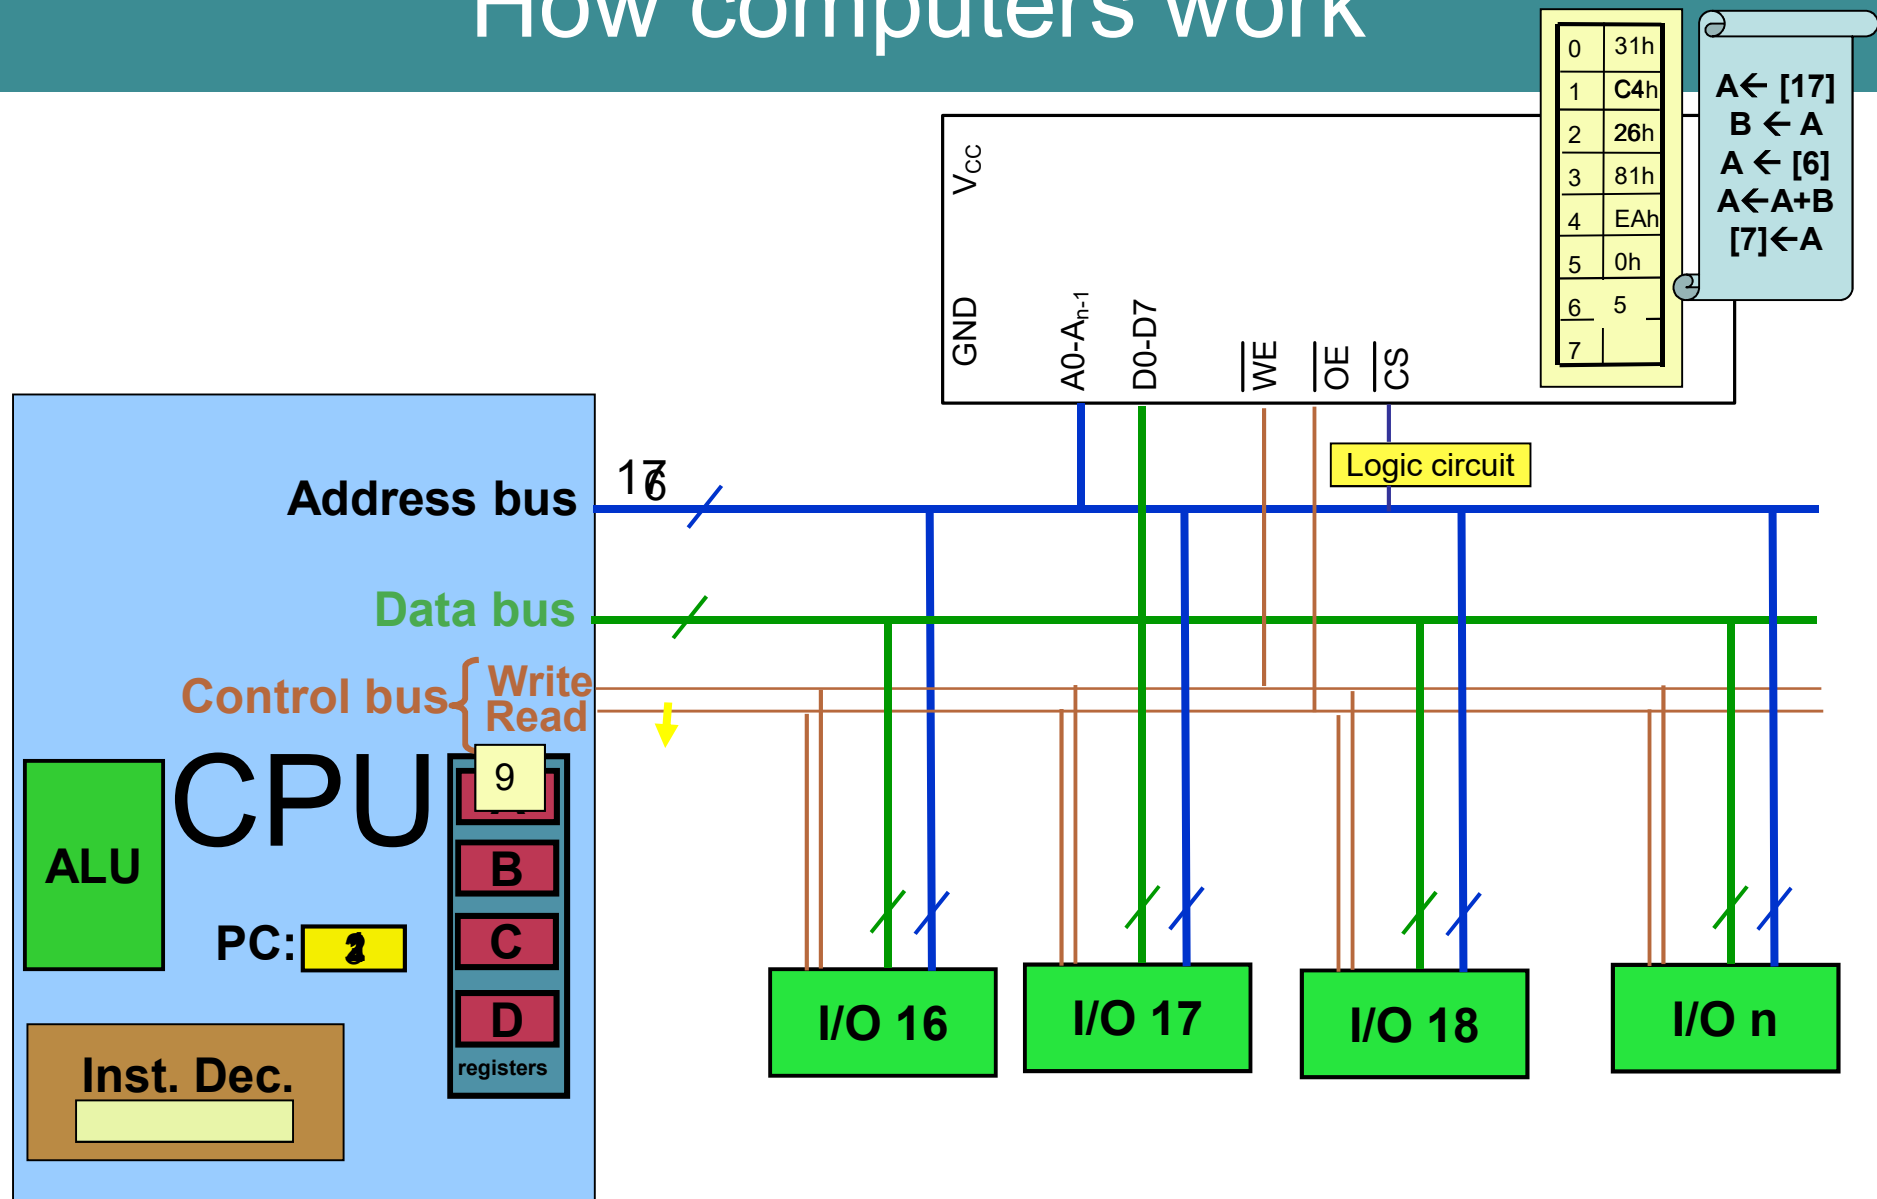 How computers work
0 31h
1 C4h
2 26h
3 81h
4 EAh
5 0h
6 5
7
A← [17]
B ← A
A ← [6]
A←A+B
[7]←A
VCC
GND
A0-An-1
D0-D7
WE
OE
CS
Logic circuit
Address bus
Data bus
Control bus
Write
Read
CPU
ALU
9
B
C
D
registers
PC:
Inst. Dec.
I/O 16
I/O 17
I/O 18
I/O n